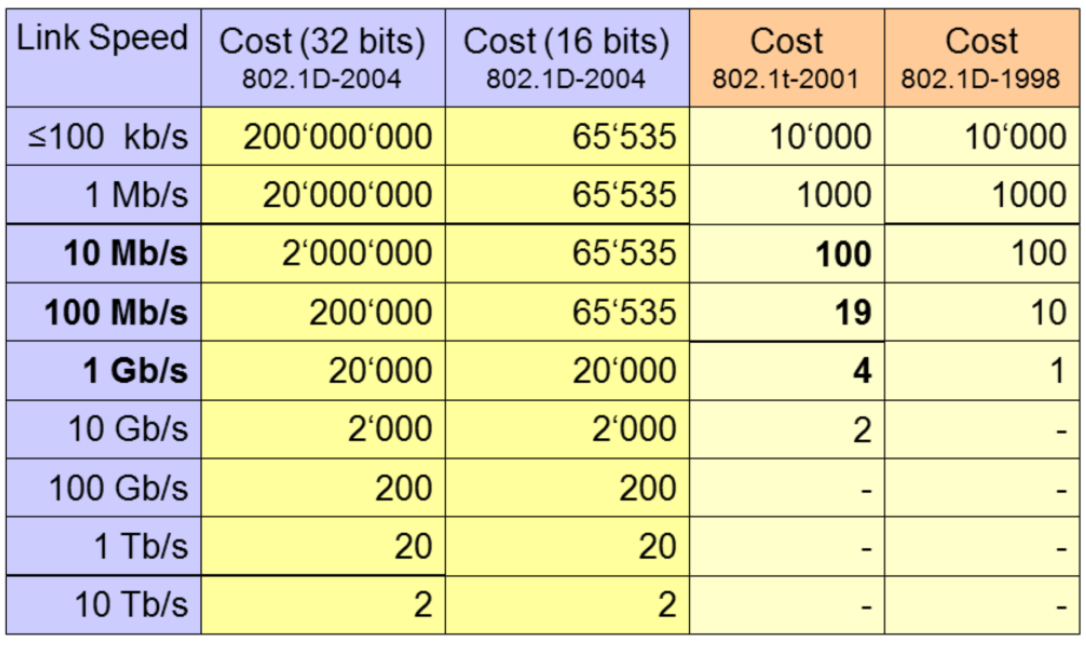 Link Speed Cost (32 bits) 802.1D-2004 Cost (16 bits) 802.1D-2004 Cost 802.1t-2001 Cost 802.1D-1998
≤100 kb/s 200‘000‘000 65‘535 10‘000 10‘000
1 Mb/s 20‘000‘000 65‘535 1000 1000
10 Mb/s 2‘000‘000 65‘535 100 100
100 Mb/s 200‘000 65‘535 19 10
1 Gb/s 20‘000 20‘000 4 1
10 Gb/s 2‘000 2‘000 2 -
100 Gb/s 200 200 - -
1 Tb/s 20 20 - -
10 Tb/s 2 2 - -